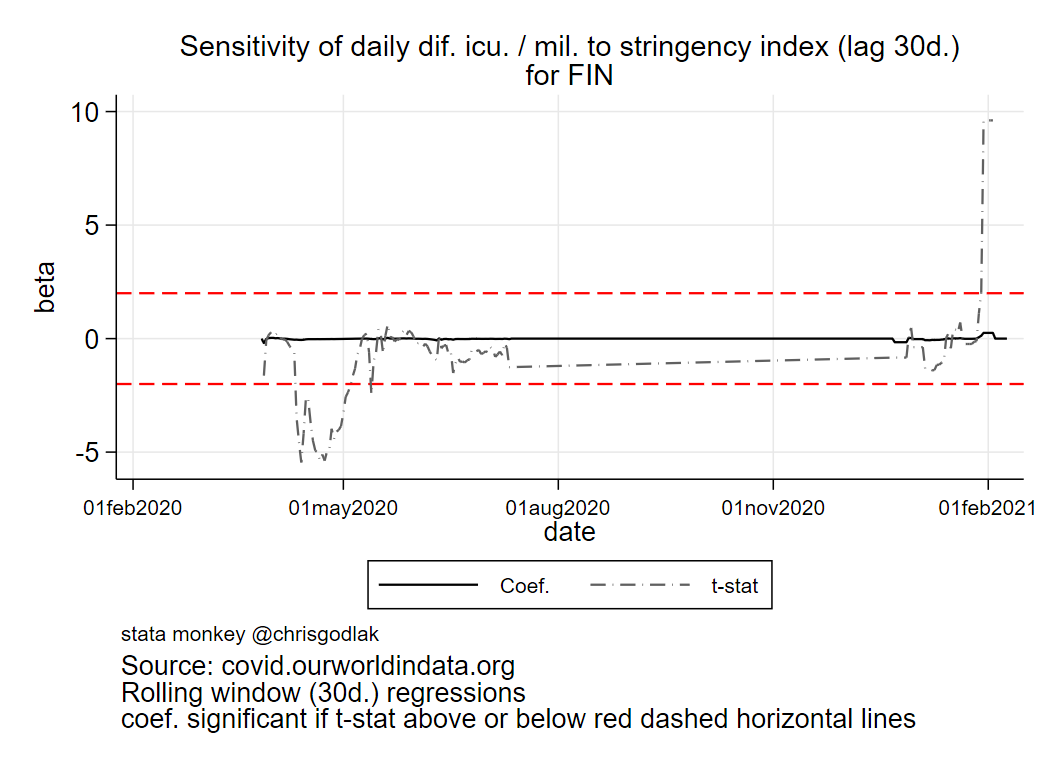 Sensitivity of daily dif. icu. / mil. to stringency index (lag 30d.)
for FIN
10
5
0
-5
beta
01feb2020
01may2020
01aug2020
01nov2020
01feb2021
date
Coef.
t-stat
stata monkey @chrisgodlak
Source: covid.ourworldindata.org
Rolling window (30d.) regressions
coef. significant if t-stat above or below red dashed horizontal lines